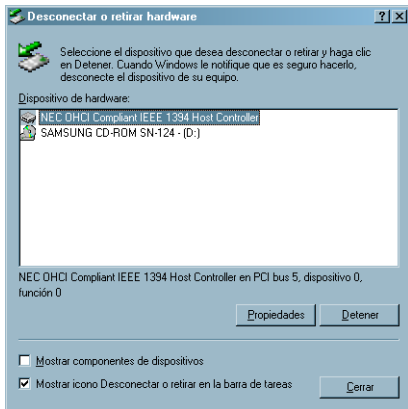 Desconectar o retirar hardware
Seleccione el dispositivo que desea desconectar o retirar y haga clic
en Detener. Cuando Windows le notifique que es seguro hacerlo,
desconecte el dispositivo de su equipo.
Dispositivo de hardware:
NEC OHCI Compliant IEEE 1394 Host Controller
SAMSUNG CD-ROM SN-124 - (D:)
NEC OHCI Compliant IEEE 1394 Host Controller en PCI bus 5, dispositivo 0,
función 0
Propiedades Detener
Mostrar componentes de dispositivos
Mostrar icono Desconectar o retirar en la barra de tareas
Cerrar